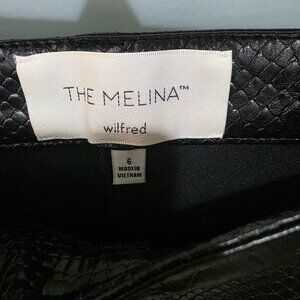 THE MELINA™
wilfred
6
MADE IN
VIETNAM